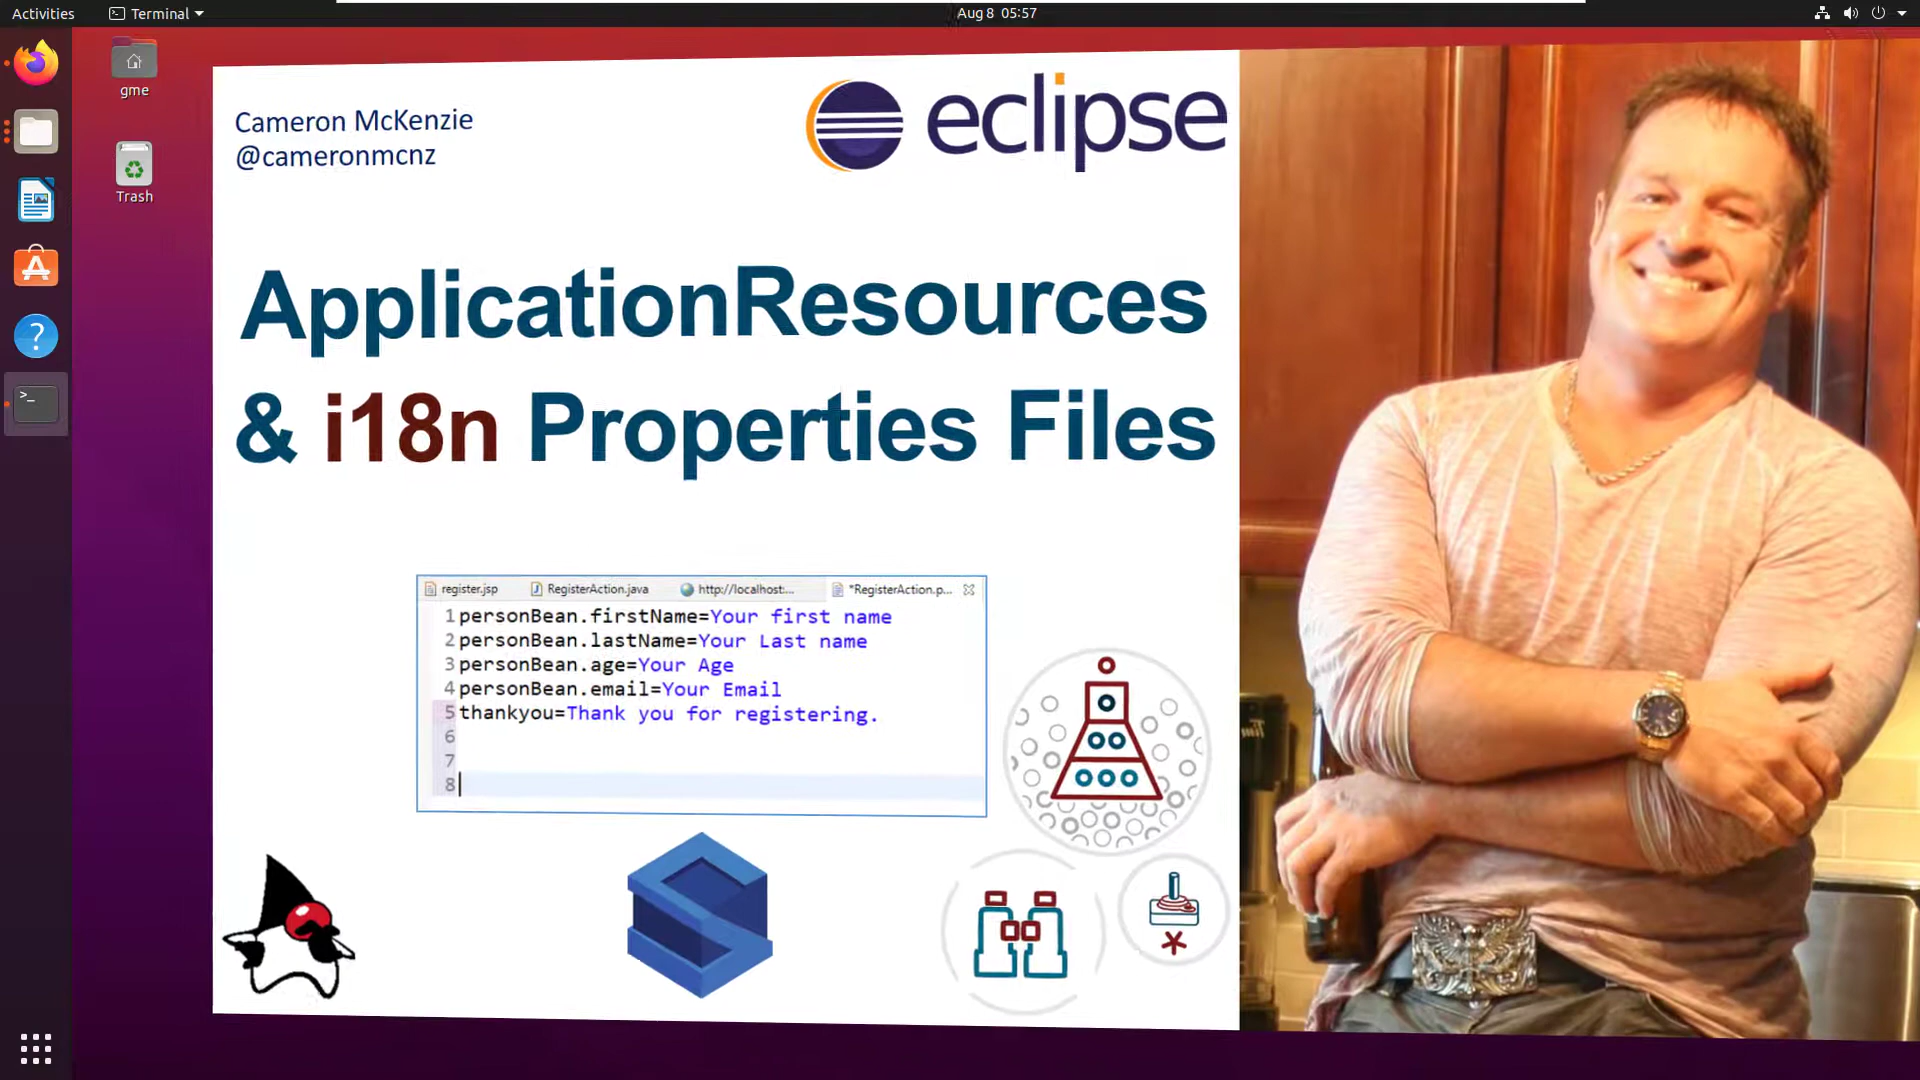 Activities
Terminal
Aug 8 05:57
gme
Trash
Cameron McKenzie
@cameronmcnz
eclipse
ApplicationResources
& i18n Properties Files
register.jsp RegisterAction.java http://localhost:... *RegisterAction.p...
1 personBean.firstName=Your first name
2 personBean.lastName=Your Last name
3 personBean.age=Your Age
4 personBean.email=Your Email
5 thankyou=Thank you for registering.
6
7
8